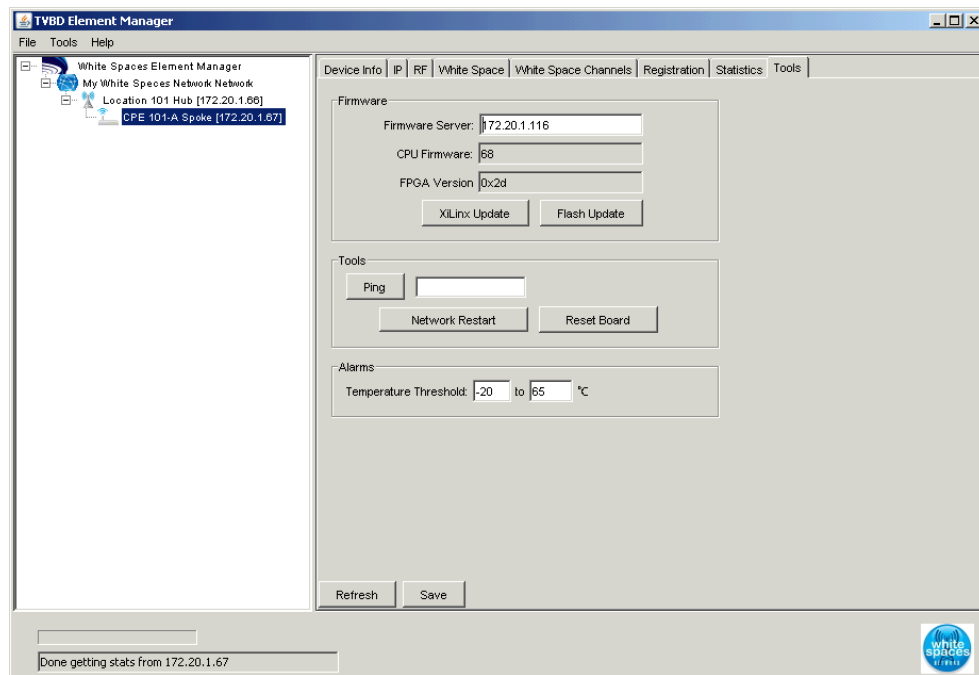 TVBD Element Manager
File Tools Help
White Spaces Element Manager
My White Speces Network Network
Location 101 Hub [172.20.1.66]
CPE 101-A Spoke [172.20.1.67]
Device Info IP RF White Space White Space Channels Registration Statistics Tools
Firmware
Firmware Server: 172.20.1.116
CPU Firmware: 68
FPGA Version 0x2d
XiLinx Update Flash Update
Tools
Ping
Network Restart Reset Board
Alarms
Temperature Threshold: -20 to 65 °C
Refresh Save
Done getting stats from 172.20.1.67
white
spaces
NETWORK